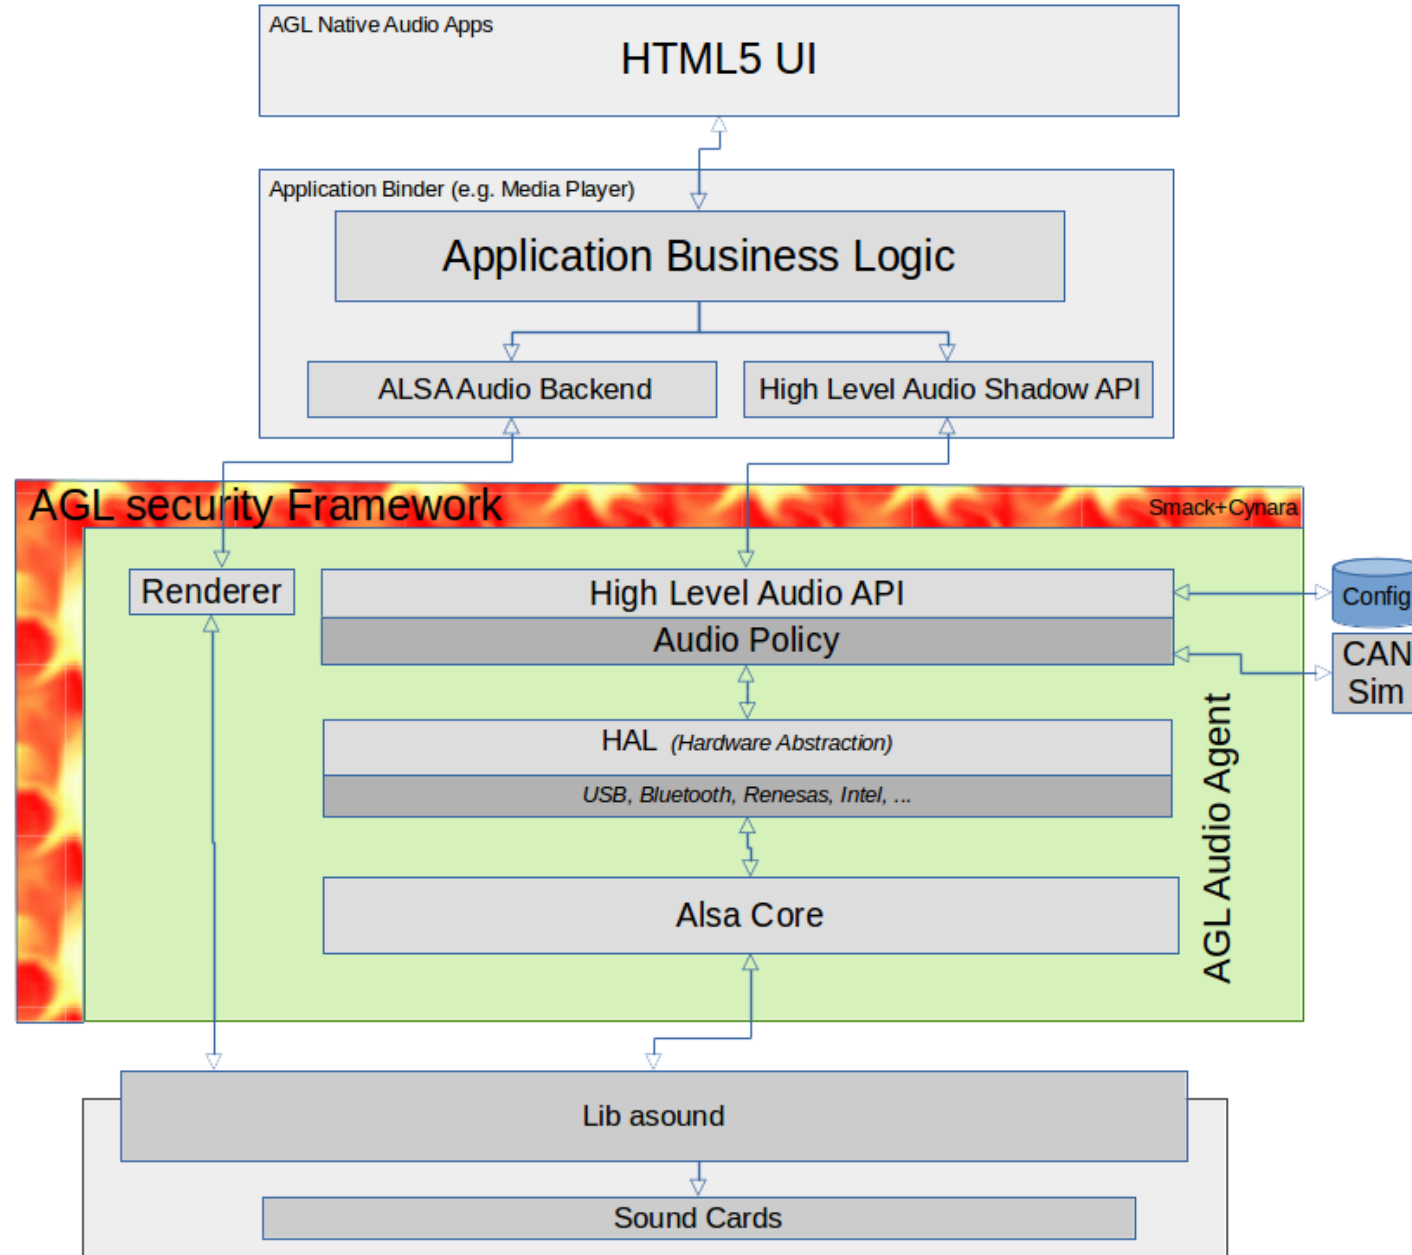 AGL Native Audio Apps
HTML5 UI
Application Binder (e.g. Media Player)
Application Business Logic
ALSA Audio Backend
High Level Audio Shadow API
AGL security Framework
Smack+Cynara
Renderer
High Level Audio API
Config
Audio Policy
CAN
Sim
HAL (Hardware Abstraction)
USB, Bluetooth, Renesas, Intel, ...
AGL Audio Agent
Alsa Core
Lib asound
Sound Cards